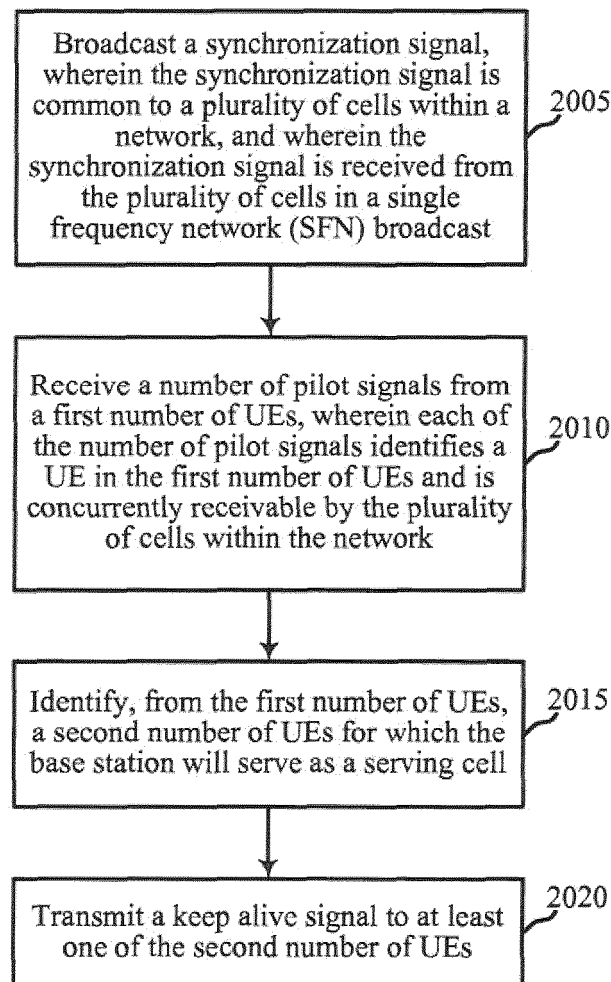 Broadcast a synchronization signal,
wherein the synchronization signal is
common to a plurality of cells within a
network, and wherein the
synchronization signal is received from
the plurality of cells in a single
frequency network (SFN) broadcast
2005
Receive a number of pilot signals from
a first number of UEs, wherein each of
the number of pilot signals identifies a
UE in the first number of UEs and is
concurrently receivable by the plurality
of cells within the network
2010
Identify, from the first number of UEs,
a second number of UEs for which the
base station will serve as a serving cell
2015
Transmit a keep alive signal to at least
one of the second number of UEs
2020